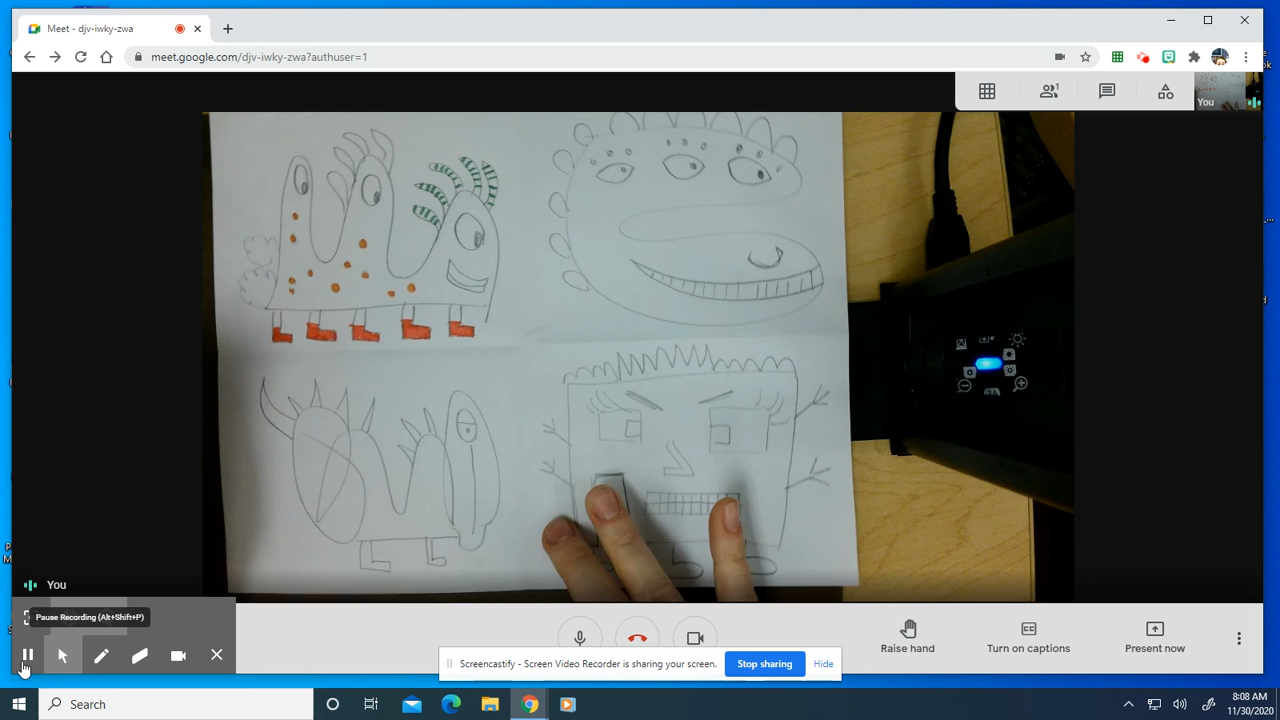 Meet - djv-iwky-zwa
meet.google.com/djv-iwky-zwa?authuser=1
1
You
You
Pause Recording (Alt+Shift+P)
Raise hand
Turn on captions
Present now
Screencastify - Screen Video Recorder is sharing your screen.
Stop sharing
Hide
Search
8:08 AM
11/30/2020